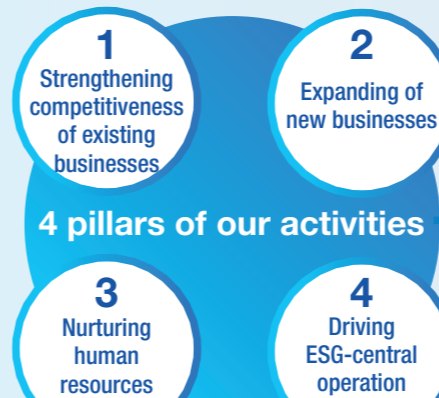 1
Strengthening
competitiveness
of existing
businesses
2
Expanding of
new businesses
4 pillars of our activities
3
Nurturing
human
resources
4
Driving
ESG-central
operation